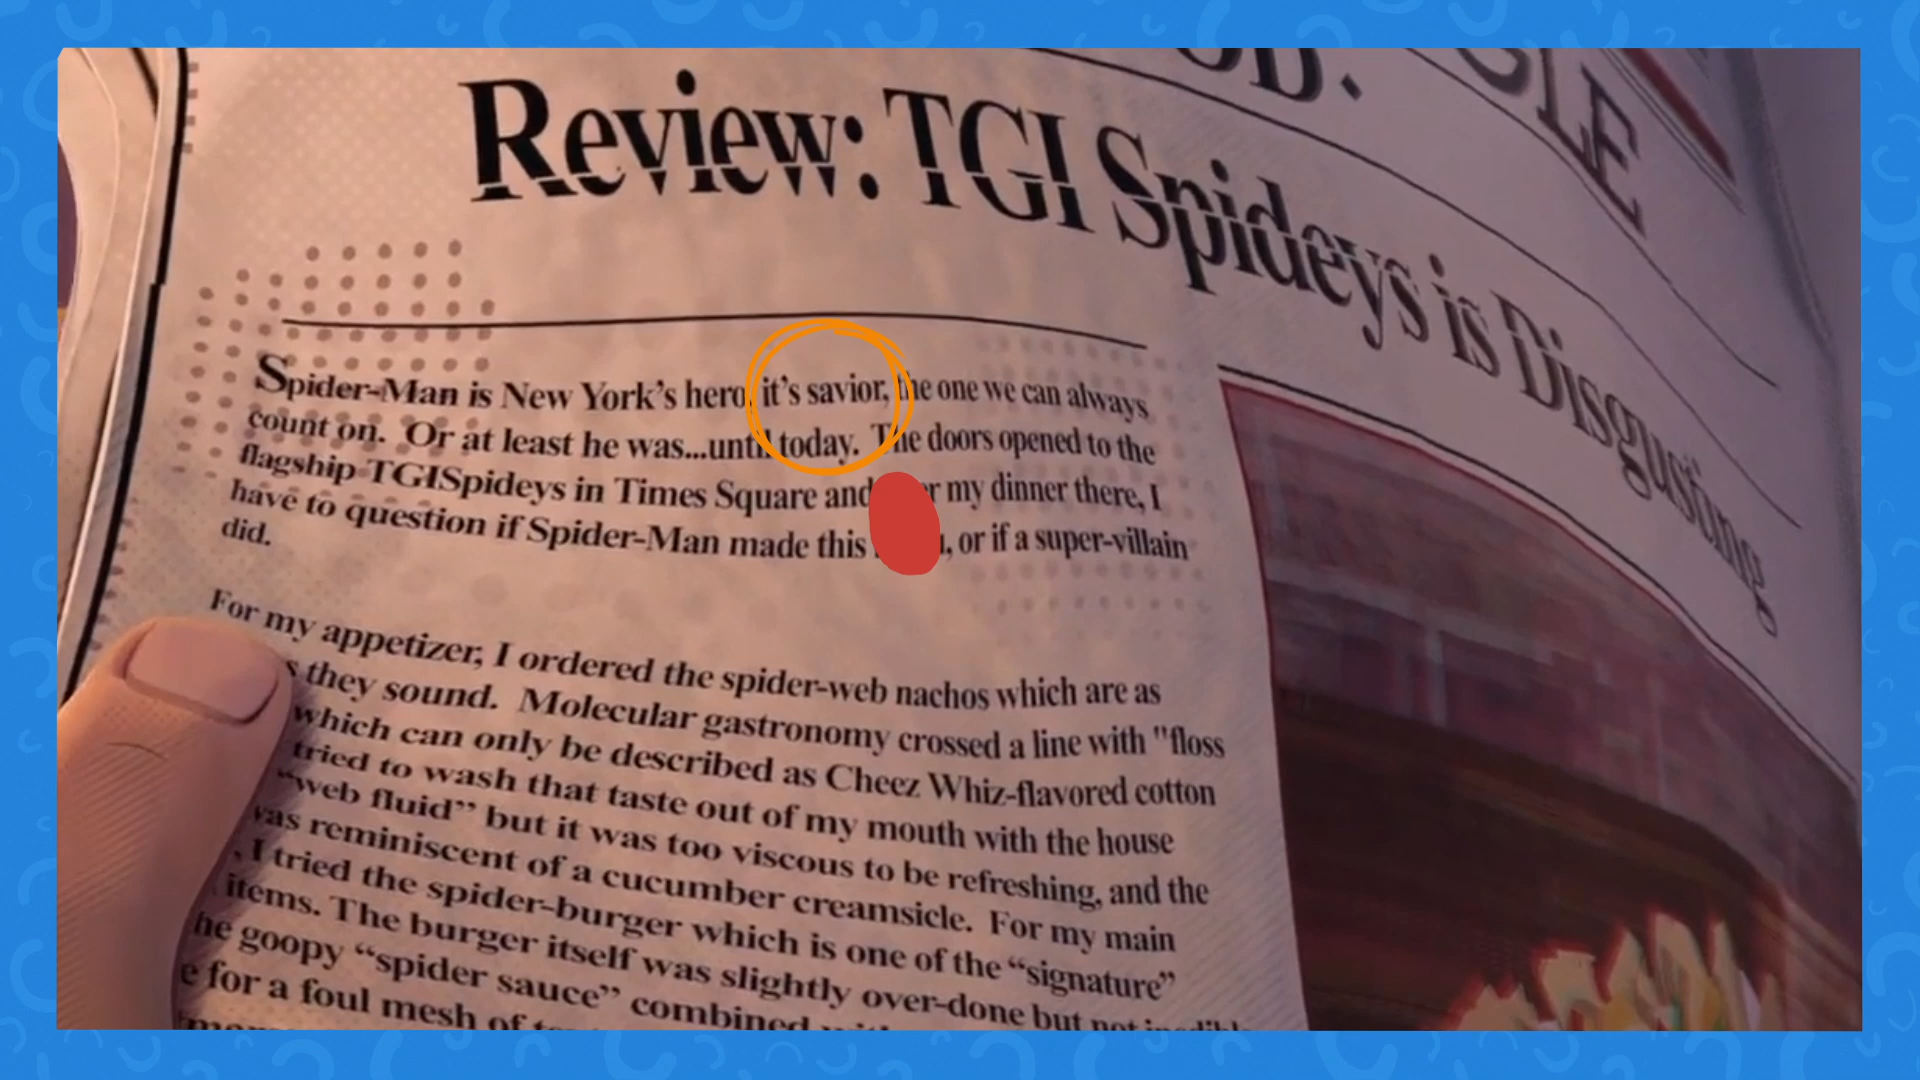 Review: TGI Spideys is Disgusting
Spider-Man is New York's hero, it's savior, the one we can always
count on. Or at least he was...until today. The doors opened to the
flagship TGISpideys in Times Square and my dinner there, I
have to question if Spider-Man made this , or if a super-villain
did.
For my appetizer, I ordered the spider-web nachos which are as
they sound. Molecular gastronomy crossed a line with "floss
which can only be described as Cheez Whiz-flavored cotton
tried to wash that taste out of my mouth with the house
“web fluid” but it was too viscous to be refreshing, and the
was reminiscent of a cucumber creamsicle. For my main
, I tried the spider-burger which is one of the “signature”
items. The burger itself was slightly over-done but not
the goopy “spider sauce” combined
for a foul mesh of